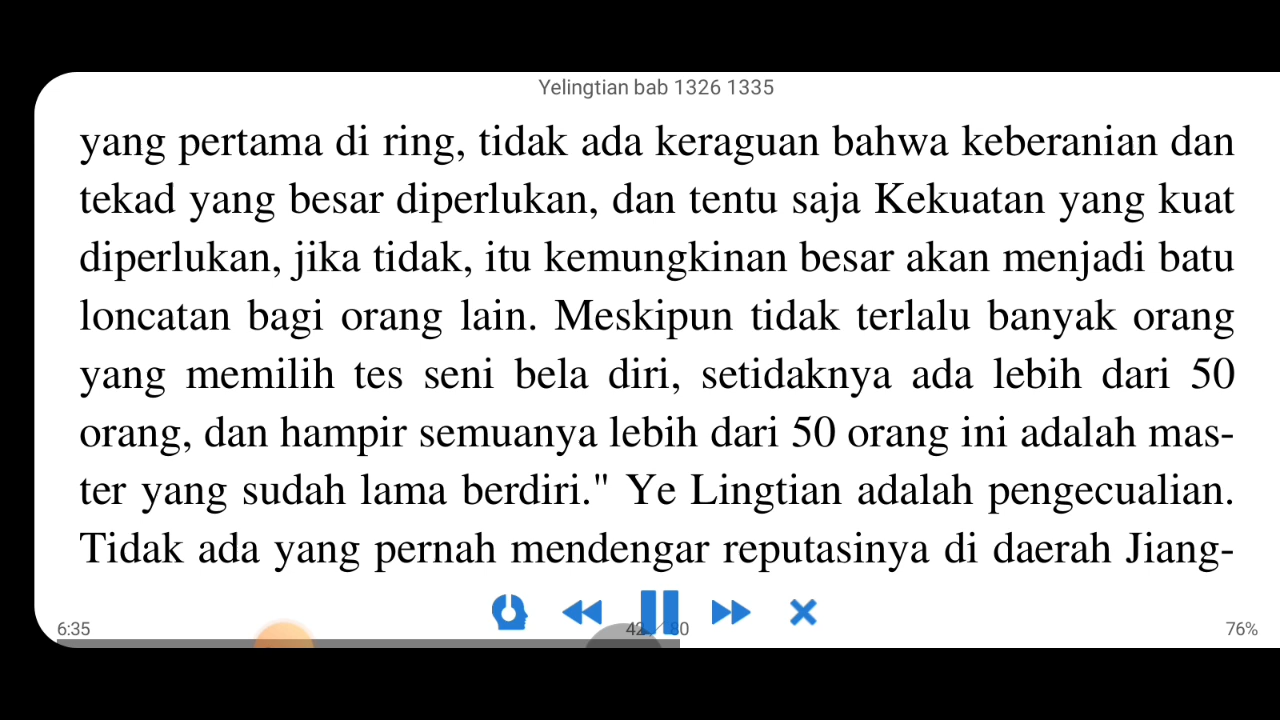 Yelingtian bab 1326 1335
yang pertama di ring, tidak ada keraguan bahwa keberanian dan
tekad yang besar diperlukan, dan tentu saja Kekuatan yang kuat
diperlukan, jika tidak, itu kemungkinan besar akan menjadi batu
loncatan bagi orang lain. Meskipun tidak terlalu banyak orang
yang memilih tes seni bela diri, setidaknya ada lebih dari 50
orang, dan hampir semuanya lebih dari 50 orang ini adalah mas-
ter yang sudah lama berdiri." Ye Lingtian adalah pengecualian.
Tidak ada yang pernah mendengar reputasinya di daerah Jiang-
6:35
76%